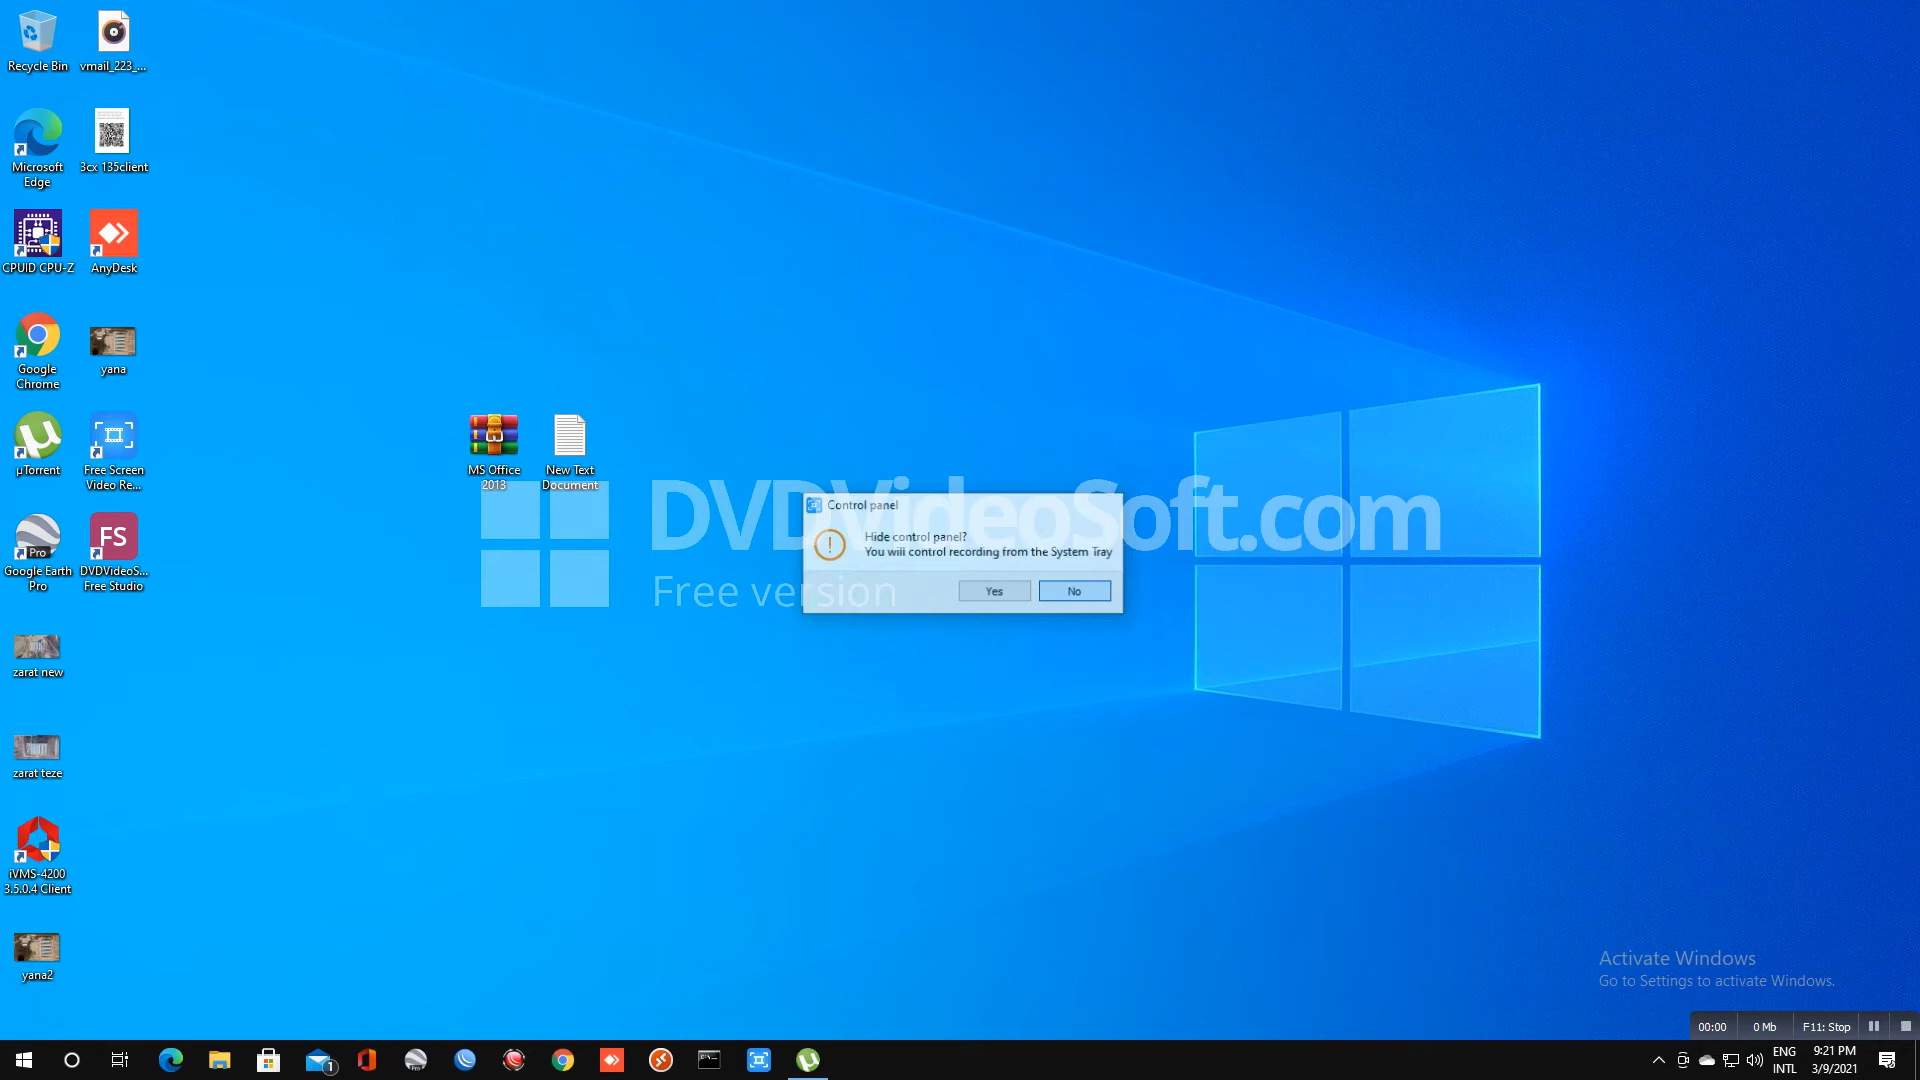 Recycle Bin
vmail_223_...
Microsoft
Edge
3cx 135client
CPUID CPU-Z
AnyDesk
Google
Chrome
yana
µTorrent
Free Screen
Video Re...
Pro
Google Earth
Pro
FS
DVDVideoS...
Free Studio
zarat new
zarat teze
iVMS-4200
3.5.0.4 Client
yana2
MS Office
2013
New Text
Document
DVDVideoSoft.com
Free version
Control panel
Hide control panel?
You will control recording from the System Tray
Yes
No
Activate Windows
Go to Settings to activate Windows.
00:00
0 Mb
F11: Stop
1
Pro
ENG
INTL
9:21 PM
3/9/2021